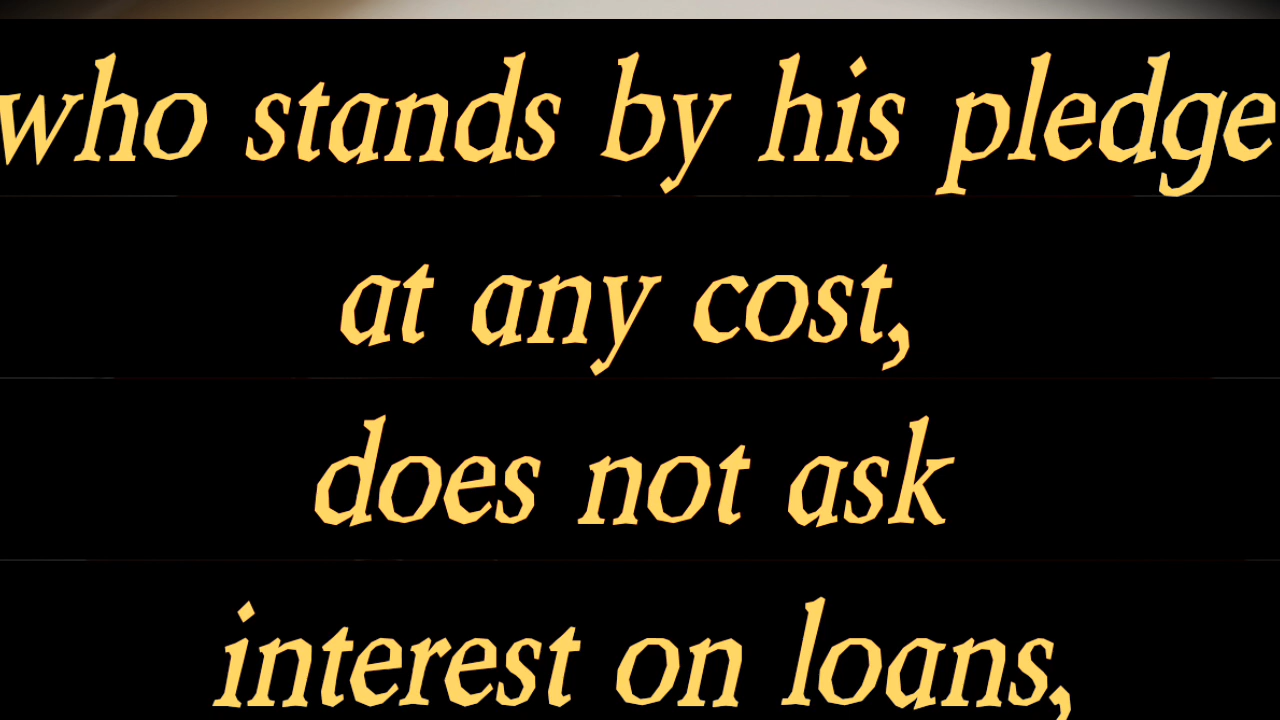 who stands by his pledge
at any cost,
does not ask
interest on loans,